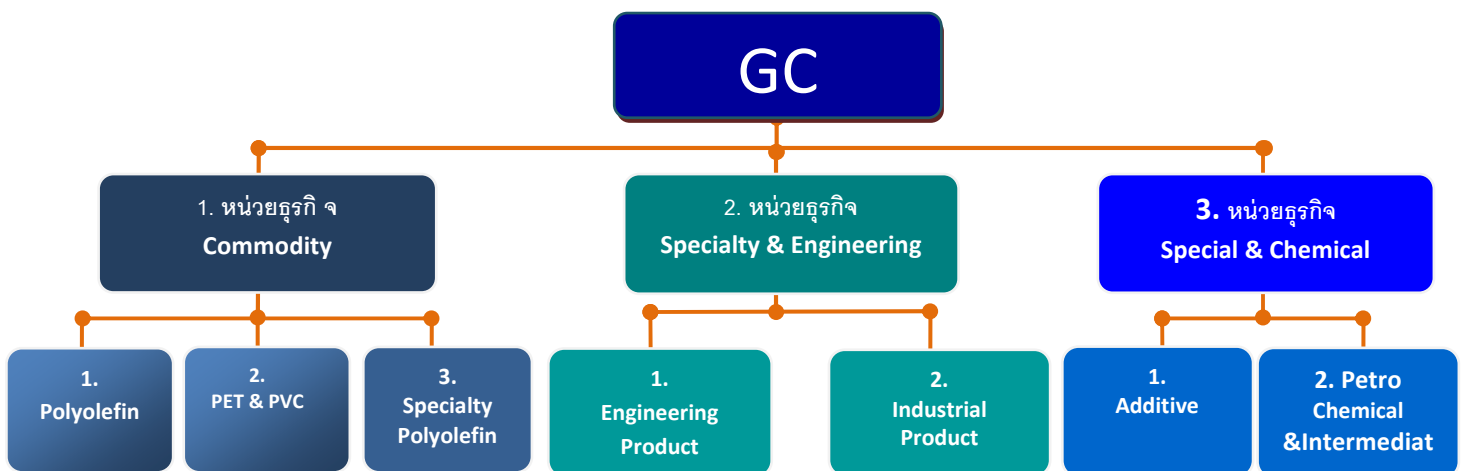 GC
1. หน่วยธุรกิ จ
Commodity
2. หน่วยธุรกิจ
Specialty & Engineering
3. หน่วยธุรกิจ
Special & Chemical
1.
Polyolefin
2.
PET & PVC
3.
Specialty
Polyolefin
1.
Engineering
Product
2.
Industrial
Product
1.
Additive
2. Petro
Chemical
&Intermediat